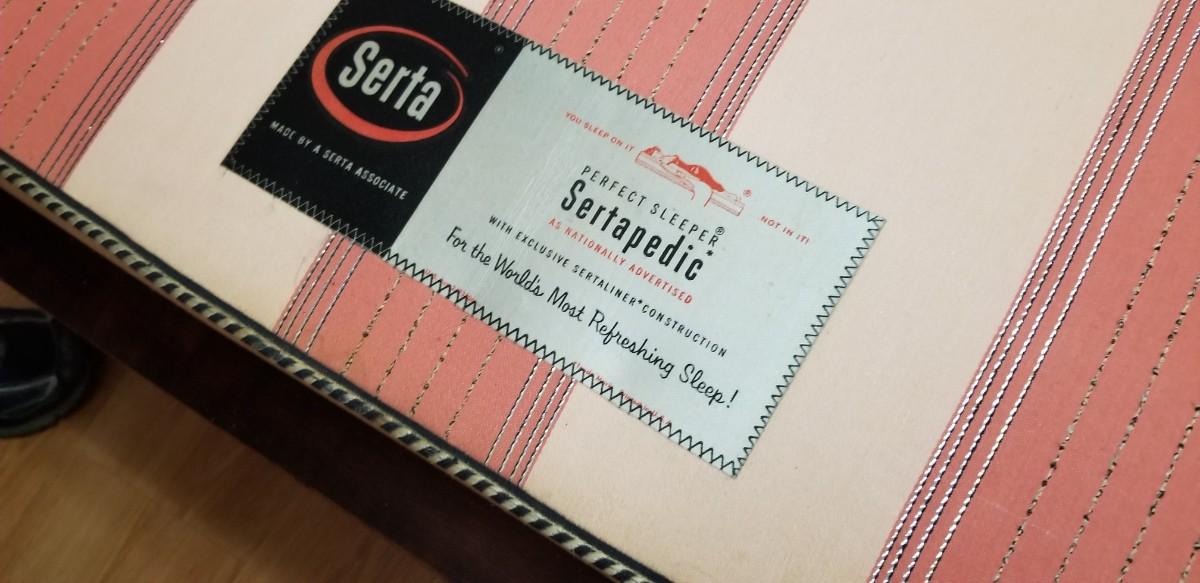 Serta
®
MADE BY A SERTA ASSOCIATE
YOU SLEEP ON IT
® NOT IN IT!
PERFECT SLEEPER®
Sertapedic*
AS NATIONALLY ADVERTISED
WITH EXCLUSIVE SERTALINER* CONSTRUCTION
For the World's Most Refreshing Sleep!